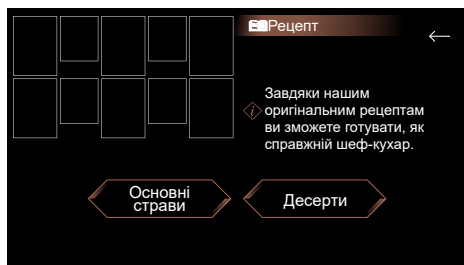 Рецепт
Завдяки нашим
оригінальним рецептам
ви зможете готувати, як
справжній шеф-кухар.
Основні
страви
Десерти